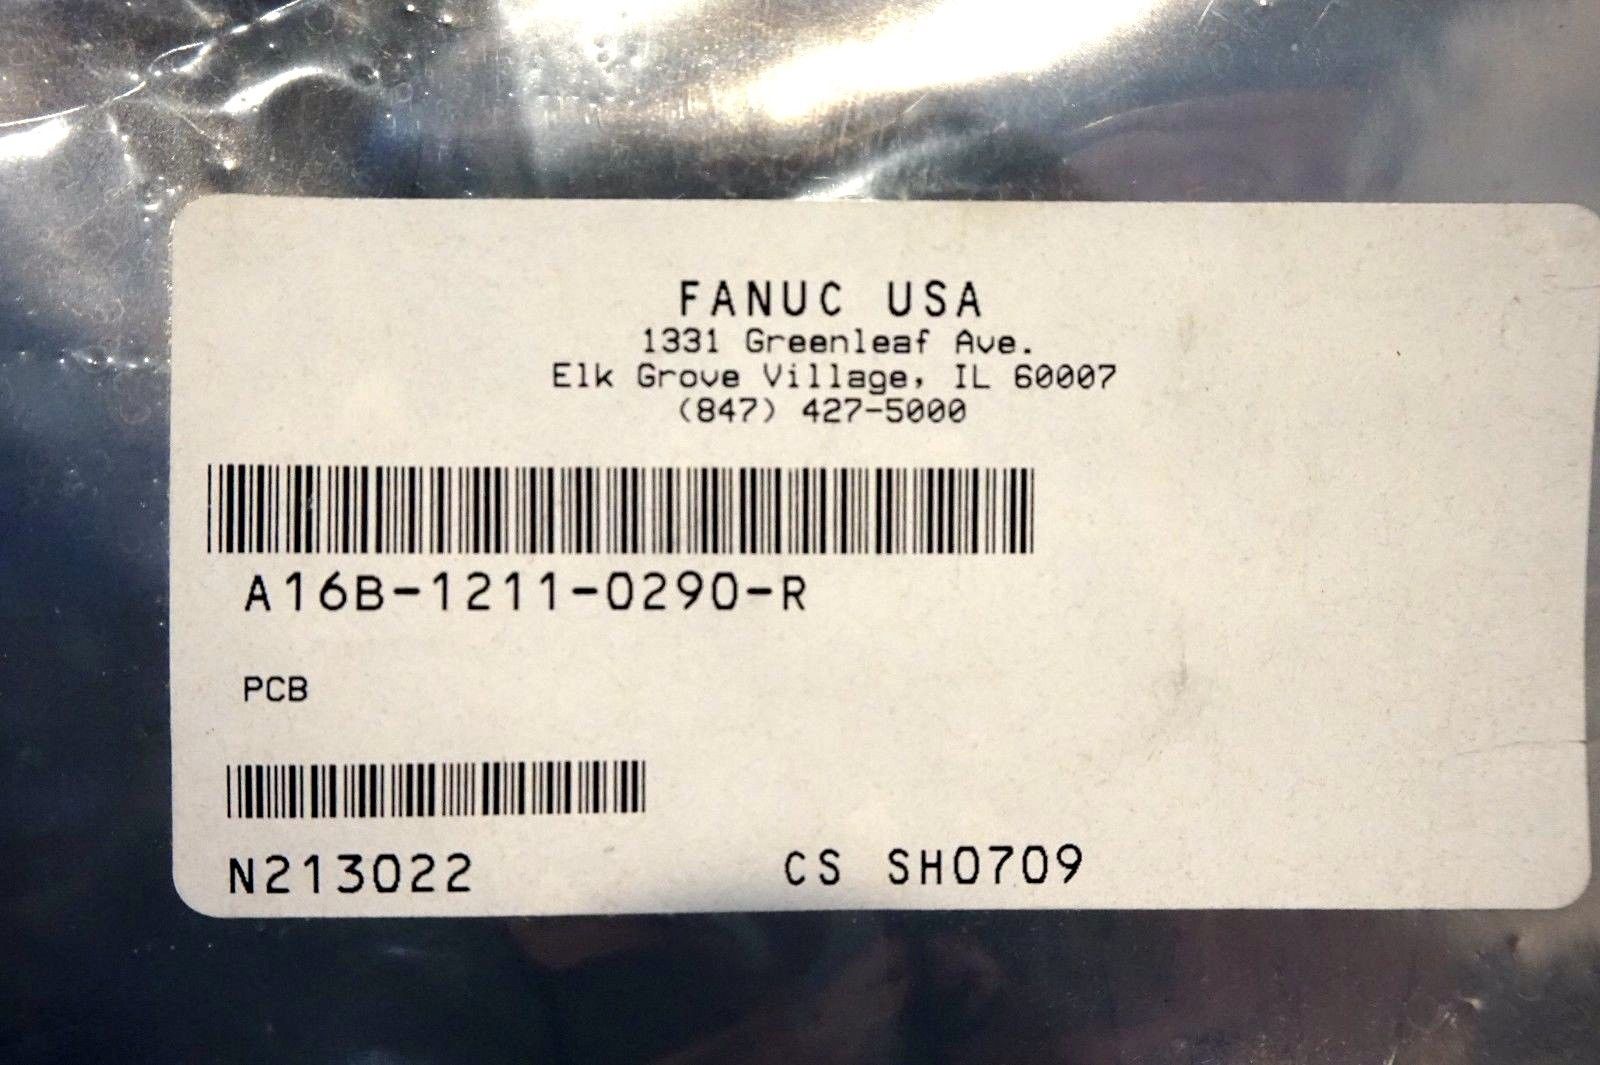 FANUC USA
1331 Greenleaf Ave.
Elk Grove Village, IL 60007
(847) 427-5000
A16B-1211-0290-R
PCB
N213022 CS SH0709